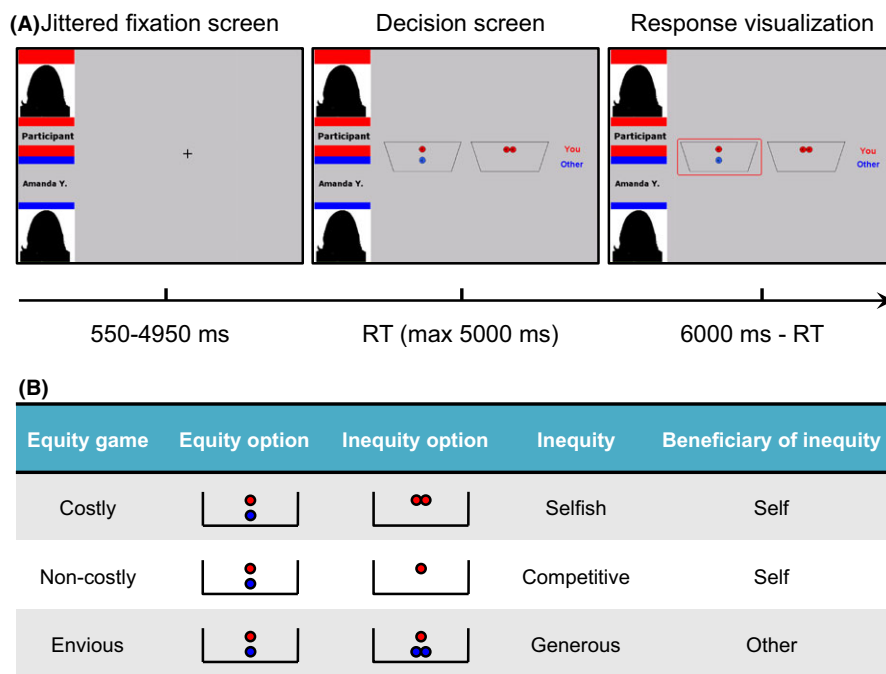 (A) Jittered fixation screen Decision screen Response visualization
Participant
Amanda Y.
+
Participant
Amanda Y.
You
Other
Participant
Amanda Y.
You
Other
550-4950 ms RT (max 5000 ms) 6000 ms - RT
(B)
Equity game Equity option Inequity option Inequity Beneficiary of inequity
Costly Selfish Self
Non-costly Competitive Self
Envious Generous Other